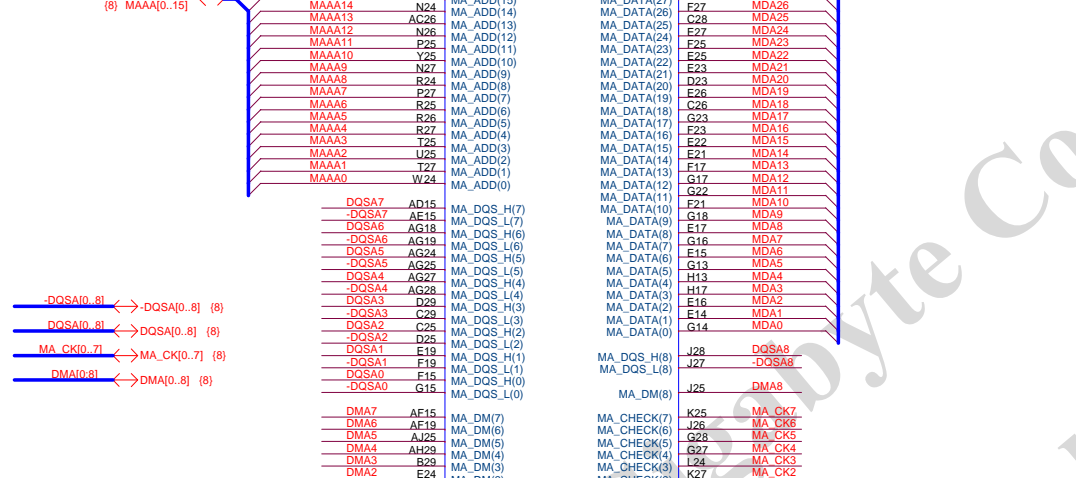 {8} MAAA[0..15]
MAAA14 N24 MA_ADD(14)
MAAA13 AC26 MA_ADD(13)
MAAA12 N26 MA_ADD(12)
MAAA11 P25 MA_ADD(11)
MAAA10 Y25 MA_ADD(10)
MAAA9 N27 MA_ADD(9)
MAAA8 R24 MA_ADD(8)
MAAA7 P27 MA_ADD(7)
MAAA6 R25 MA_ADD(6)
MAAA5 R26 MA_ADD(5)
MAAA4 R27 MA_ADD(4)
MAAA3 T25 MA_ADD(3)
MAAA2 U25 MA_ADD(2)
MAAA1 T27 MA_ADD(1)
MAAA0 W24 MA_ADD(0)
DQSA7 AD15 MA_DQS_H(7)
-DQSA7 AE15 MA_DQS_L(7)
DQSA6 AG18 MA_DQS_H(6)
-DQSA6 AG19 MA_DQS_L(6)
DQSA5 AG24 MA_DQS_H(5)
-DQSA5 AG25 MA_DQS_L(5)
DQSA4 AG27 MA_DQS_H(4)
-DQSA4 AG28 MA_DQS_L(4)
DQSA3 D29 MA_DQS_H(3)
-DQSA3 C29 MA_DQS_L(3)
DQSA2 C25 MA_DQS_H(2)
-DQSA2 D25 MA_DQS_L(2)
DQSA1 E19 MA_DQS_H(1)
-DQSA1 F19 MA_DQS_L(1)
DQSA0 F15 MA_DQS_H(0)
-DQSA0 G15 MA_DQS_L(0)
DMA7 AF15 MA_DM(7)
DMA6 AF19 MA_DM(6)
DMA5 AJ25 MA_DM(5)
DMA4 AH29 MA_DM(4)
DMA3 B29 MA_DM(3)
DMA2 E24
-DQSA[0..8] -DQSA[0..8] {8}
DQSA[0..8] DQSA[0..8] {8}
MA_CK[0..7] MA_CK[0..7] {8}
DMA[0:8] DMA[0..8] {8}
MA_DATA(26) F27 MDA26
MA_DATA(25) C28 MDA25
MA_DATA(24) E27 MDA24
MA_DATA(23) F25 MDA23
MA_DATA(22) E25 MDA22
MA_DATA(21) E23 MDA21
MA_DATA(20) D23 MDA20
MA_DATA(19) E26 MDA19
MA_DATA(18) C26 MDA18
MA_DATA(17) G23 MDA17
MA_DATA(16) F23 MDA16
MA_DATA(15) E22 MDA15
MA_DATA(14) E21 MDA14
MA_DATA(13) F17 MDA13
MA_DATA(12) G17 MDA12
MA_DATA(11) G22 MDA11
MA_DATA(10) F21 MDA10
MA_DATA(9) G18 MDA9
MA_DATA(8) E17 MDA8
MA_DATA(7) G16 MDA7
MA_DATA(6) E15 MDA6
MA_DATA(5) G13 MDA5
MA_DATA(4) H13 MDA4
MA_DATA(3) H17 MDA3
MA_DATA(2) E16 MDA2
MA_DATA(1) E14 MDA1
MA_DATA(0) G14 MDA0
MA_DQS_H(8) J28 DQSA8
MA_DQS_L(8) J27 -DQSA8
MA_DM(8) J25 DMA8
MA_CHECK(7) K25 MA_CK7
MA_CHECK(6) J26 MA_CK6
MA_CHECK(5) G28 MA_CK5
MA_CHECK(4) G27 MA_CK4
MA_CHECK(3) L24 MA_CK3
K27 MA_CK2
gabyte Co